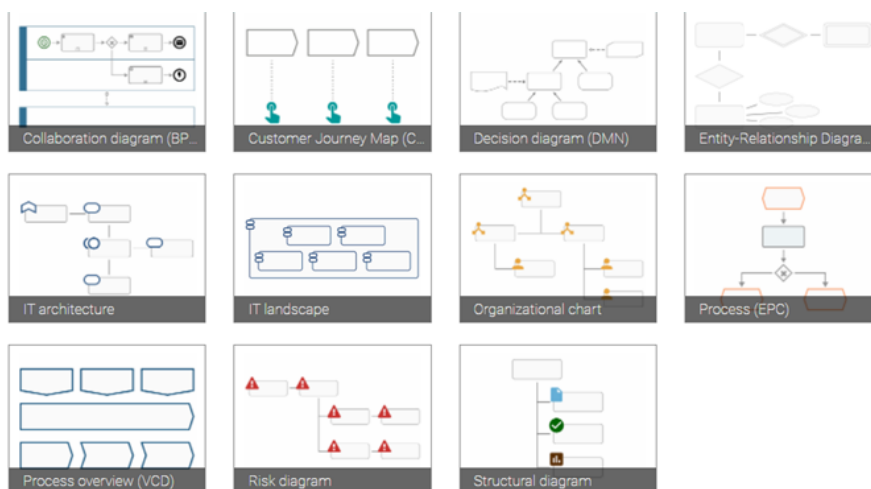 Collaboration diagram (BP...
Customer Journey Map (C...
Decision diagram (DMN)
Entity-Relationship Diagra...
IT architecture
IT landscape
Organizational chart
Process (EPC)
Process overview (VCD)
Risk diagram
Structural diagram